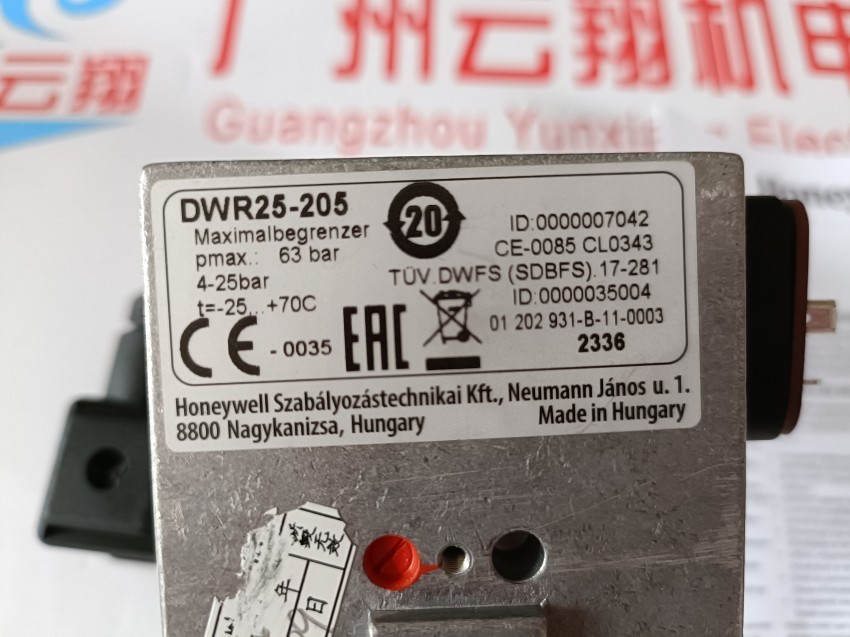 广州云翔机电
云翔
Guangzhou Yunxi
DWR25-205
Maximalbegrenzer
pmax.: 63 bar
4-25bar
t=-25...+70C
CE - 0035 EAC
20
ID:0000007042
CE-0085 CL0343
TÜV.DWFS (SDBFS).17-281
ID:0000035004
01 202 931-B-11-0003
2336
Honeywell Szabályozástechnikai Kft., Neumann János u. 1.
8800 Nagykanizsa, Hungary Made in Hungary
年
日